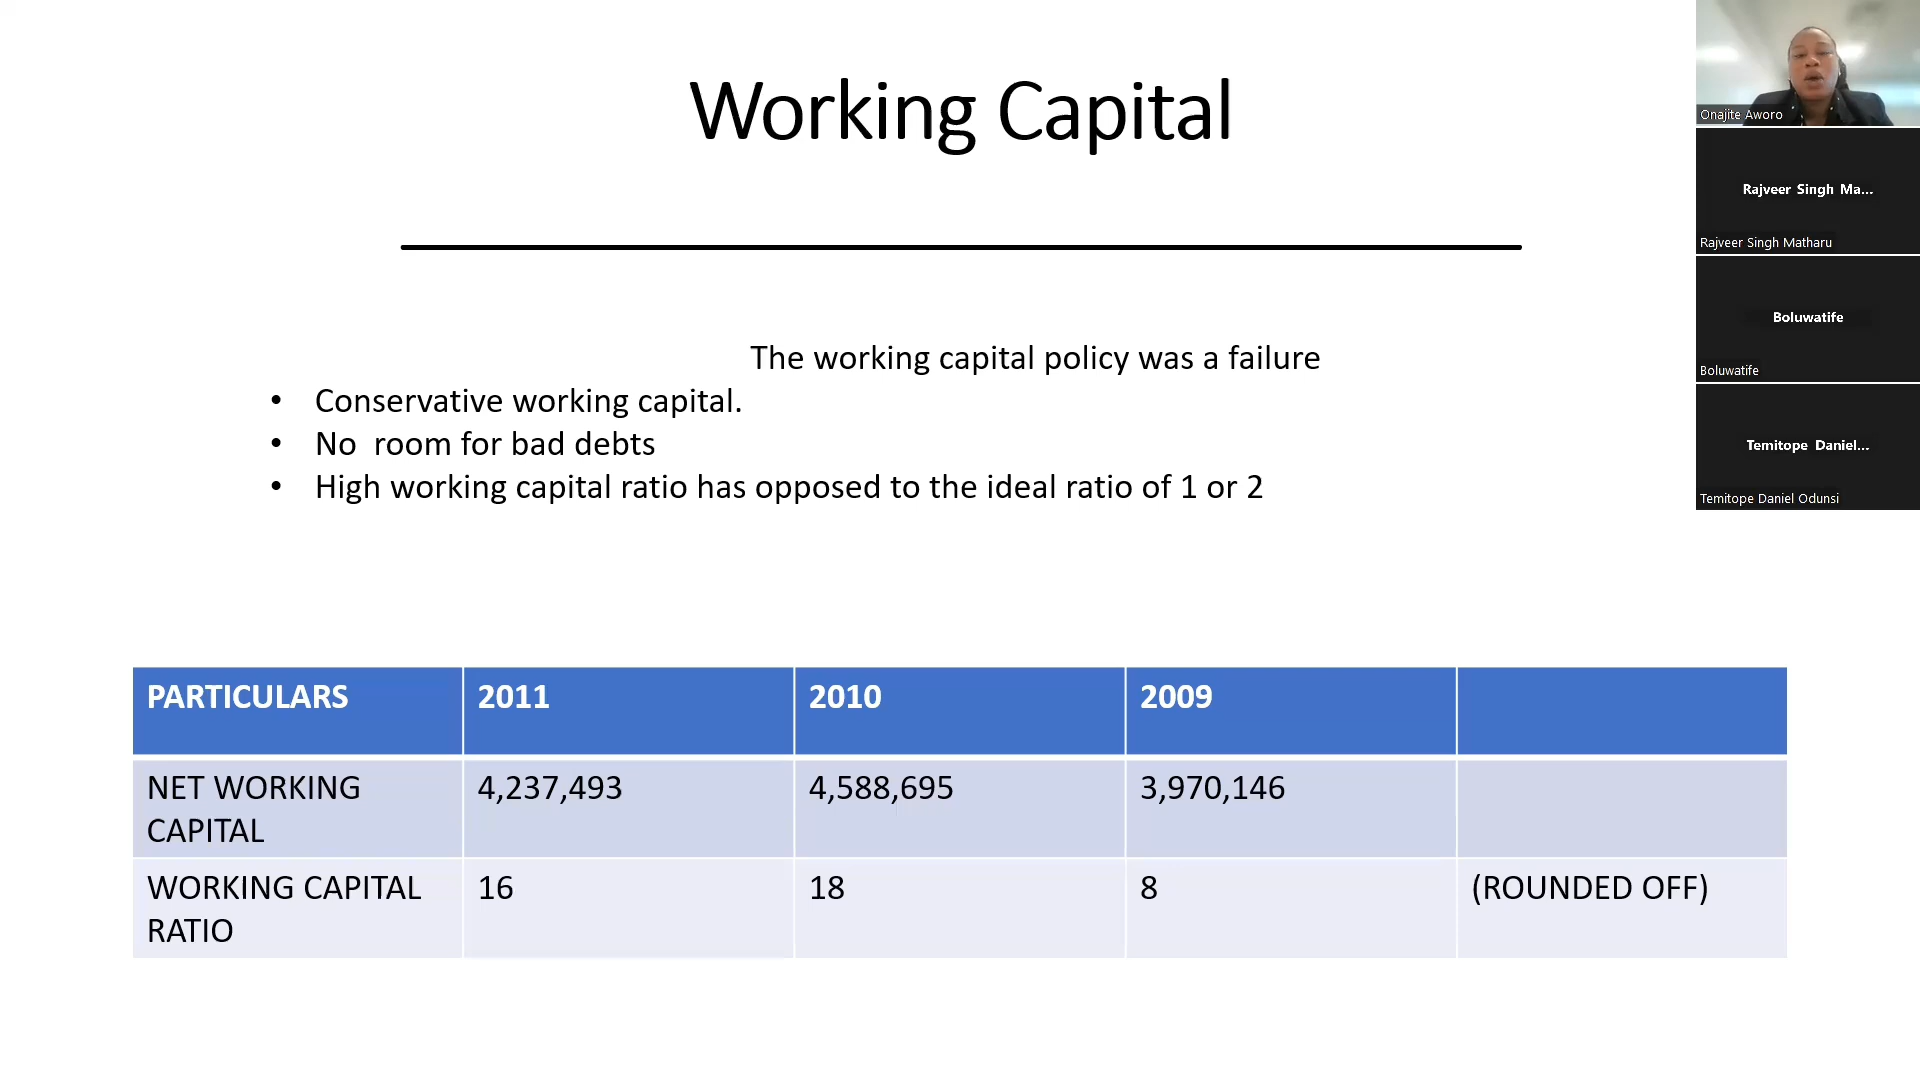 Working Capital
The working capital policy was a failure
• Conservative working capital.
• No  room for bad debts
• High working capital ratio has opposed to the ideal ratio of 1 or 2
PARTICULARS 2011 2010 2009
NET WORKING 4,237,493 4,588,695 3,970,146
CAPITAL
WORKING CAPITAL 16 18 8 (ROUNDED OFF)
RATIO
Onajite Aworo
Rajveer Singh Ma...
Rajveer Singh Matharu
Boluwatife
Boluwatife
Temitope Daniel...
Temitope Daniel Odunsi